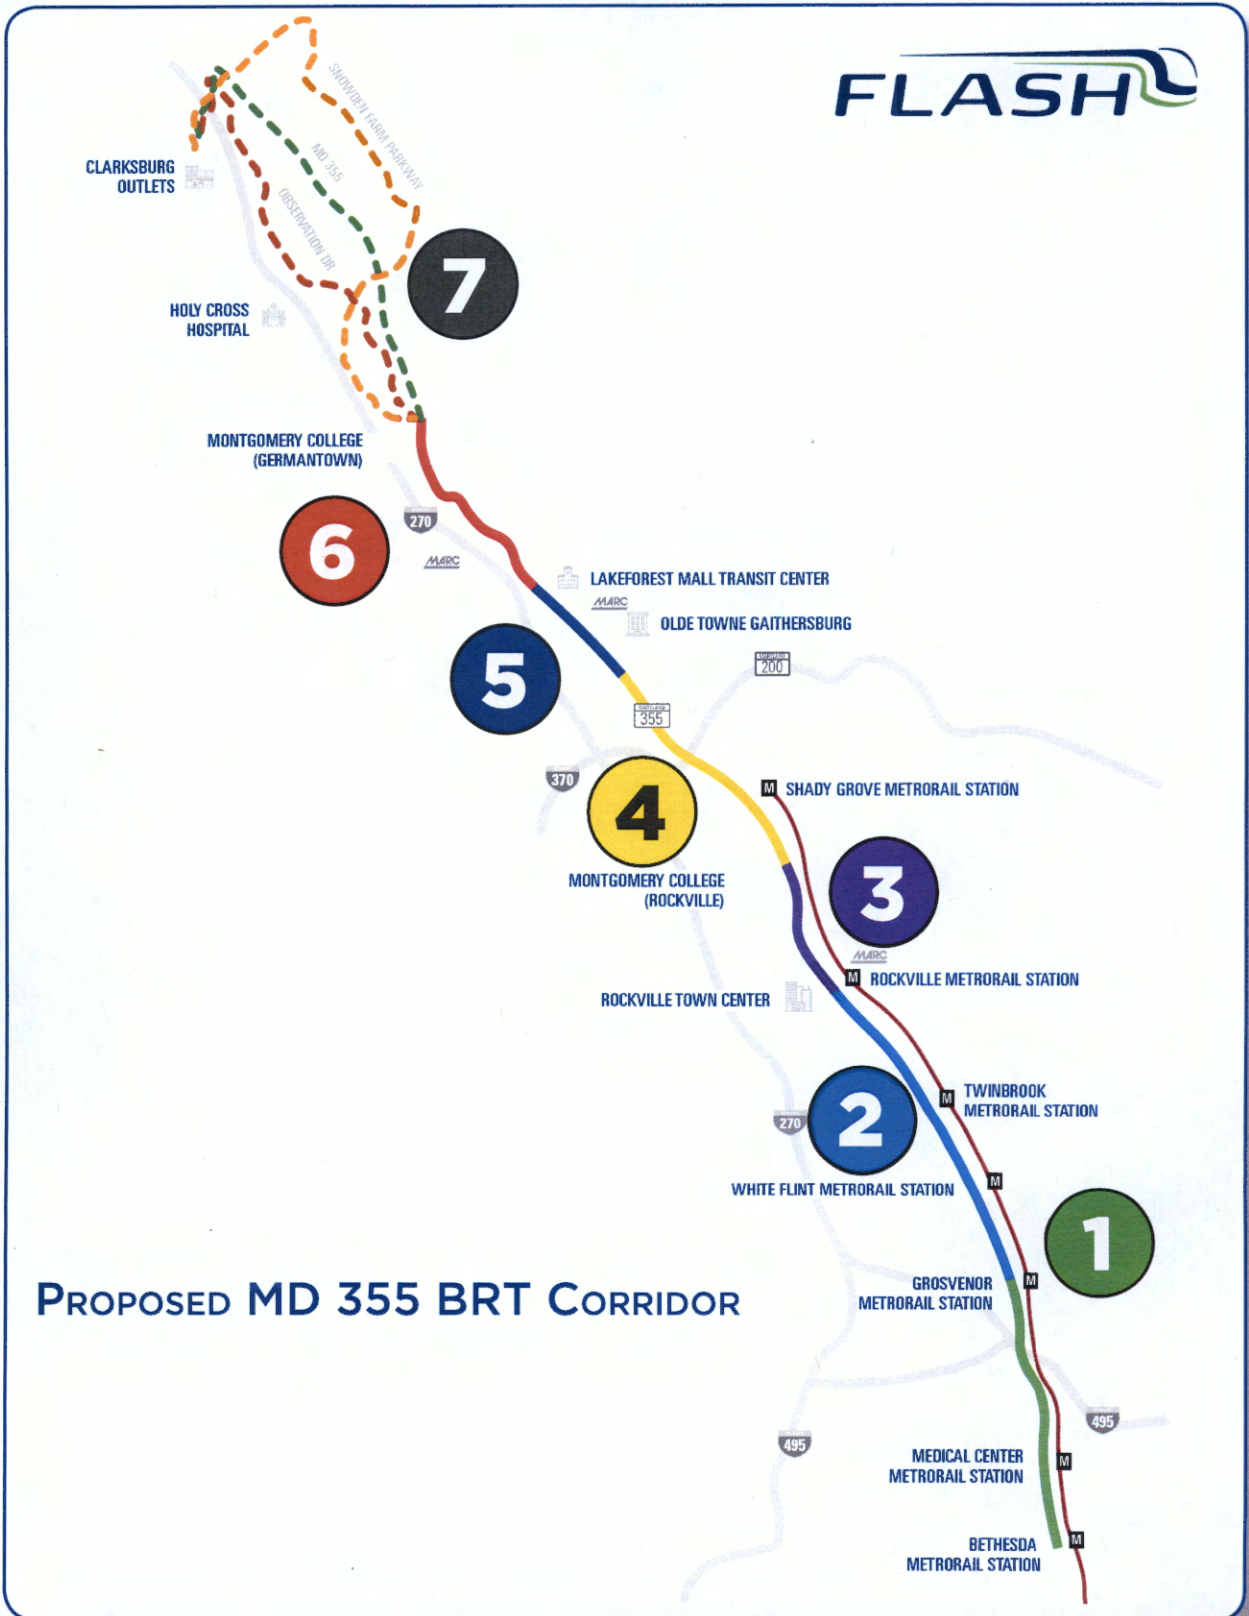 FLASH
SNOWDEN FARM PARKWAY
MD 355
OBSERVATION DR
CLARKSBURG
OUTLETS
7
HOLY CROSS
HOSPITAL
MONTGOMERY COLLEGE
(GERMANTOWN)
6
270
MARC
LAKEFOREST MALL TRANSIT CENTER
MARC
OLDE TOWNE GAITHERSBURG
5
MARYLAND
200
MARYLAND
355
370
4
SHADY GROVE METRORAIL STATION
M
MONTGOMERY COLLEGE
(ROCKVILLE)
3
MARC
M
ROCKVILLE METRORAIL STATION
ROCKVILLE TOWN CENTER
2
270
M
TWINBROOK
METRORAIL STATION
WHITE FLINT METRORAIL STATION
M
1
GROSVENOR
METRORAIL STATION
M
PROPOSED MD 355 BRT CORRIDOR
495
495
MEDICAL CENTER
METRORAIL STATION
M
BETHESDA
METRORAIL STATION
M